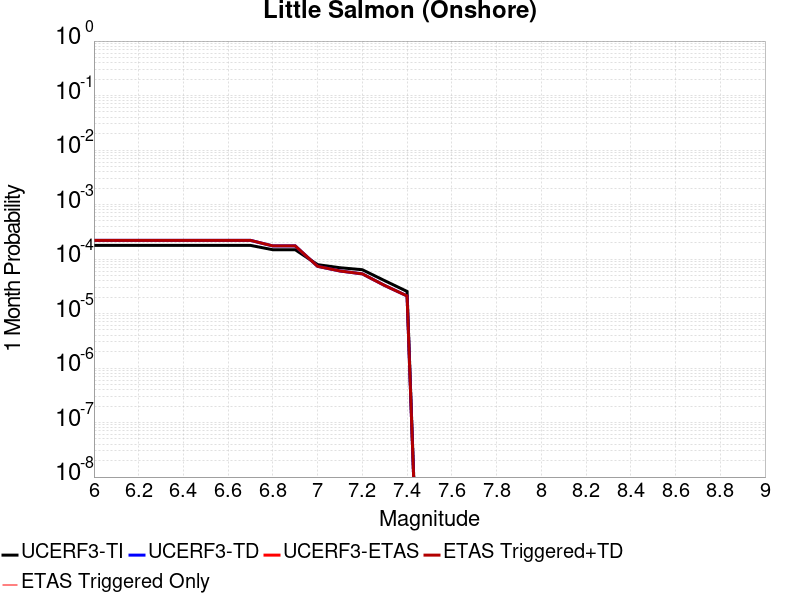 Little Salmon (Onshore)
10^0
10^-1
10^-2
10^-3
10^-4
10^-5
10^-6
10^-7
10^-8
1 Month Probability
6 6.2 6.4 6.6 6.8 7 7.2 7.4 7.6 7.8 8 8.2 8.4 8.6 8.8 9
Magnitude
UCERF3-TI UCERF3-TD UCERF3-ETAS ETAS Triggered+TD
ETAS Triggered Only